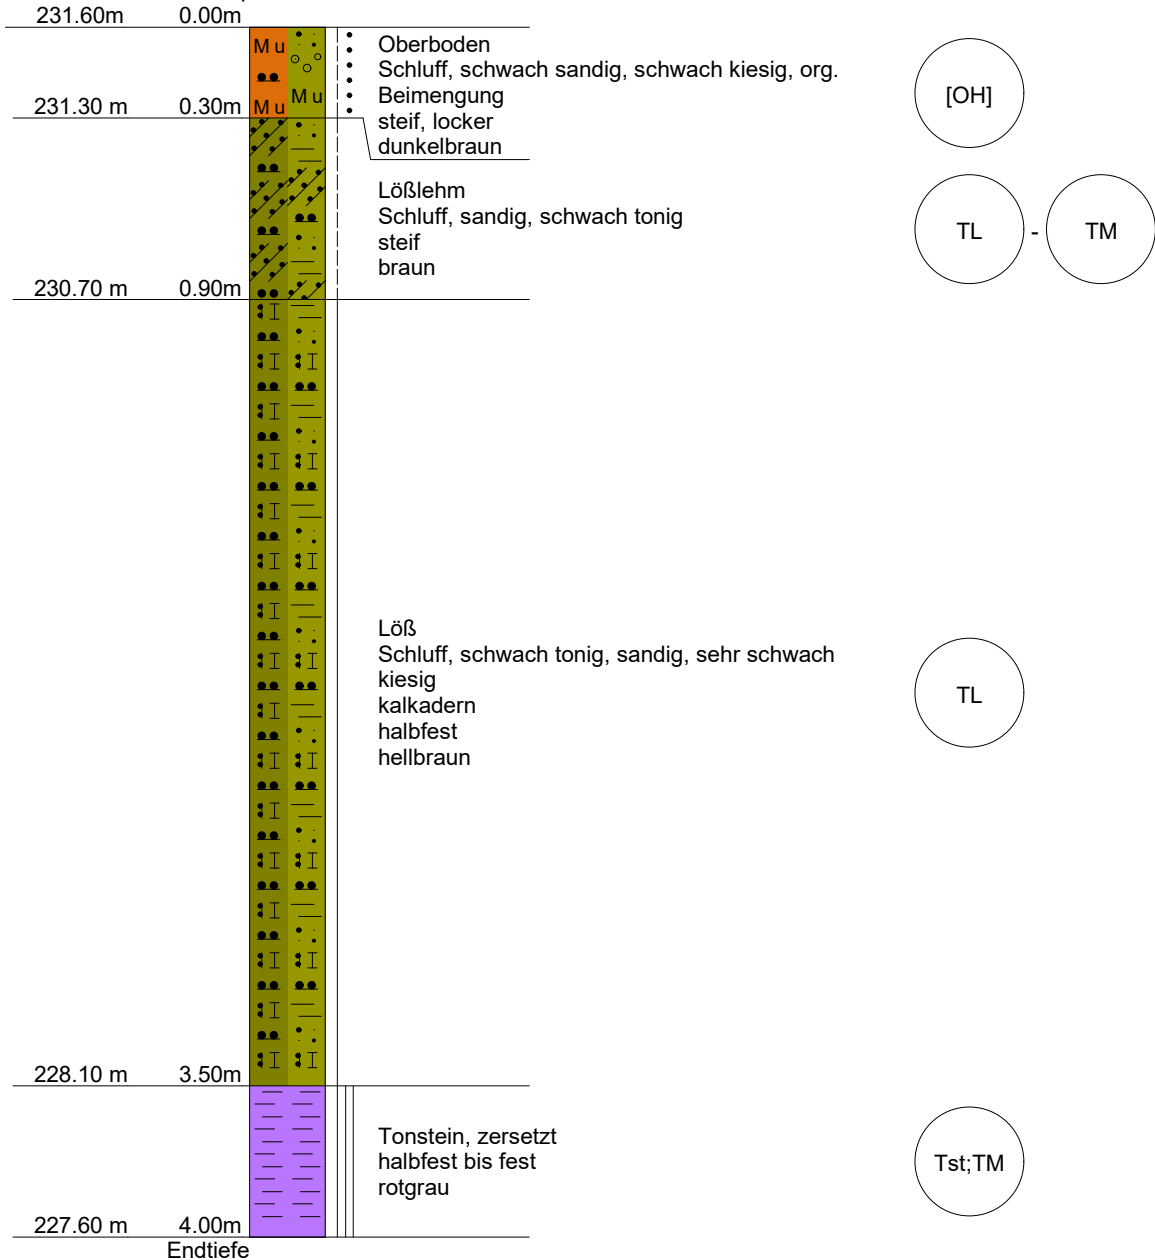 231.60m 0.00m
Mu
Oberboden
Schluff, schwach sandig, schwach kiesig, org.
Beimengung
steif, locker
dunkelbraun
[OH]
Mu
231.30 m 0.30m Mu
Lößlehm
Schluff, sandig, schwach tonig
steif
braun
TL - TM
230.70 m 0.90m
Löß
Schluff, schwach tonig, sandig, sehr schwach
kiesig
kalkadern
halbfest
hellbraun
TL
228.10 m 3.50m
Tonstein, zersetzt
halbfest bis fest
rotgrau
Tst;TM
227.60 m 4.00m
Endtiefe